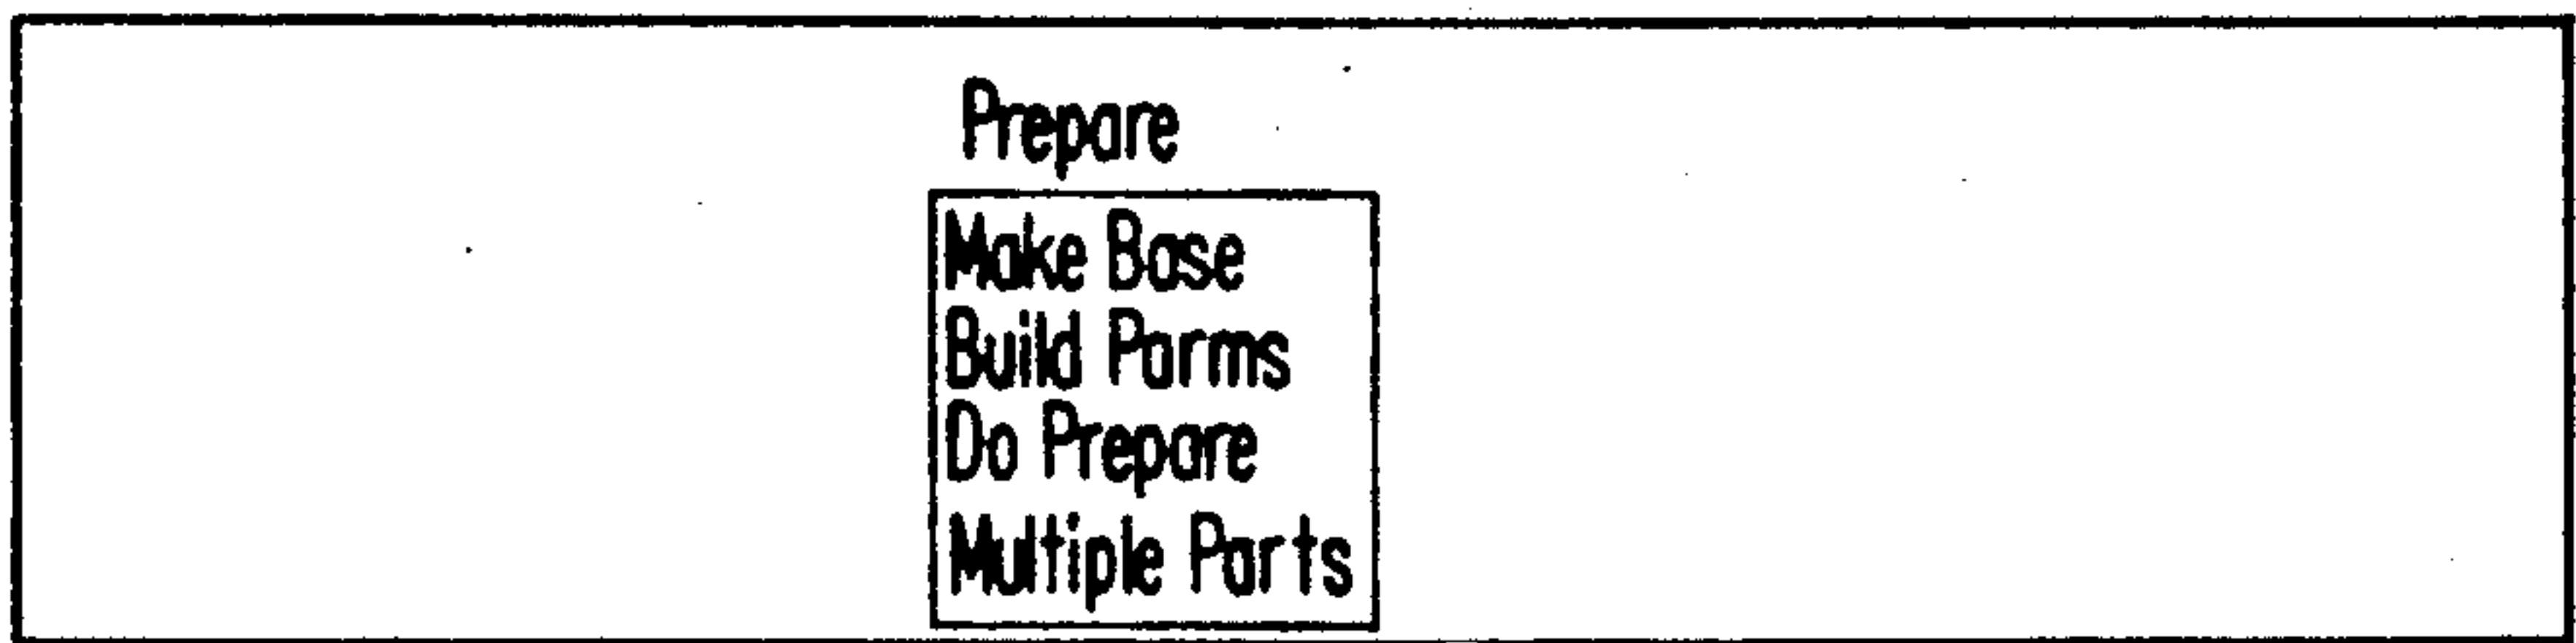 Prepare
Make Base
Build Parms
Do Prepare
Multiple Parts